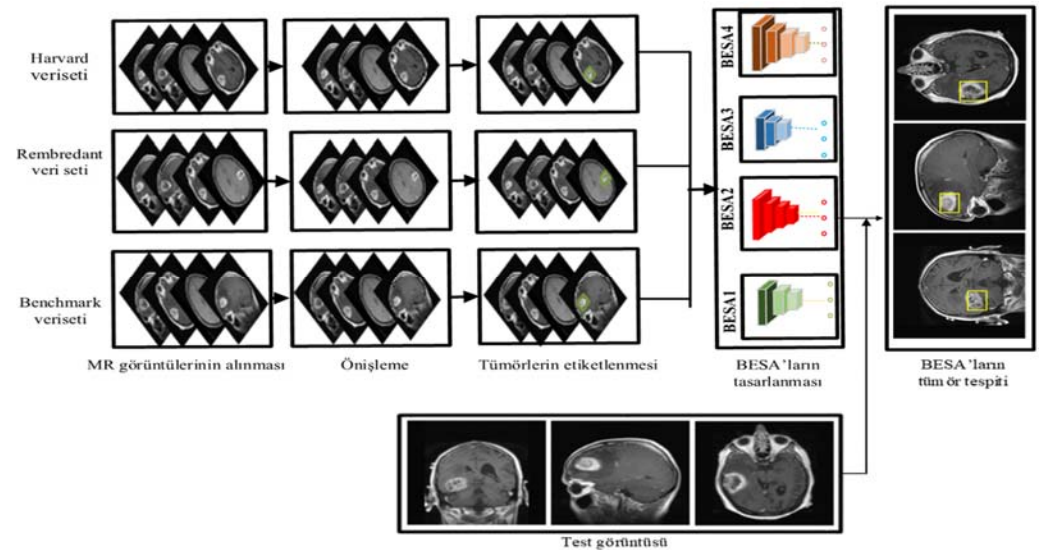 Harvard
veriseti
Rembredant
veri seti
Benchmark
veriseti
MR görüntülerinin alınması
Önişleme
Tümörlerin etiketlenmesi
BESA4
BESA3
BESA2
BESA1
BESA’ların
tasarlanması
BESA’ların
tüm ör tespiti
Test görüntüsü